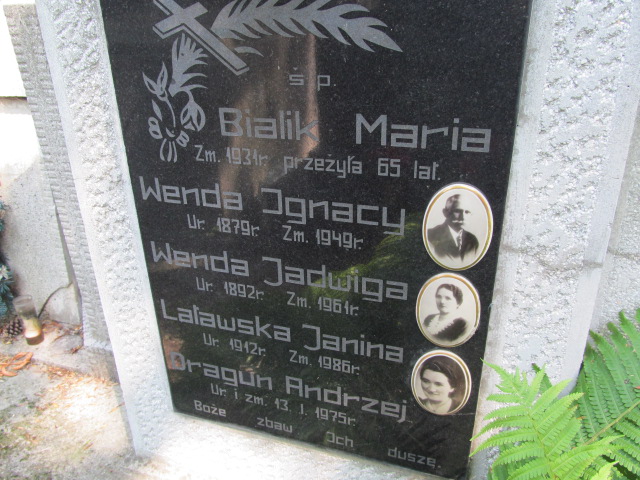 ś p.
Bialik Maria
Zm. 1931r. przeżyła 65 lat.
Wenda Ignacy
Ur. 1879r. Zm. 1949r.
Wenda Jadwiga
Ur. 1892r. Zm. 1961r.
Latawska Janina
Ur. 1912r. Zm. 1986r.
Dragun Andrzej
Ur. i zm. 13. I. 1975r.
Boże zbaw Ich duszę.